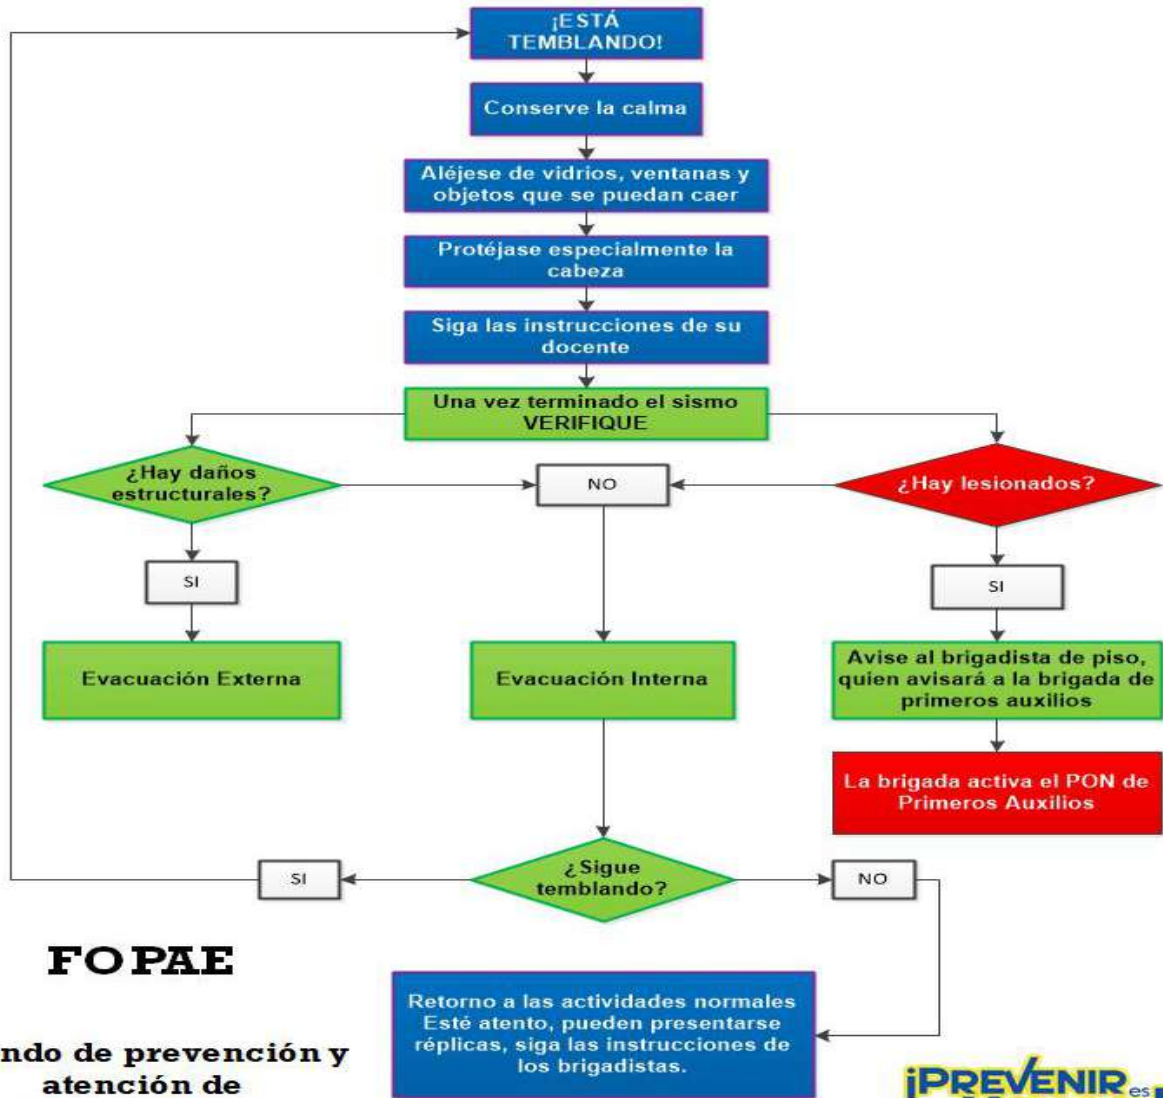 ¡ESTÁ
TEMBLANDO!
Conserve la calma
Aléjese de vidrios, ventanas y
objetos que se puedan caer
Protéjase especialmente la
cabeza
Siga las instrucciones de su
docente
Una vez terminado el sismo
VERIFIQUE
¿Hay daños
estructurales?
NO
¿Hay lesionados?
SI
SI
Evacuación Externa
Evacuación Interna
Avise al brigadista de piso,
quien avisará a la brigada de
primeros auxilios
La brigada activa el PON de
Primeros Auxilios
¿Sigue
temblando?
SI
NO
FOPAE
Retorno a las actividades normales
Esté atento, pueden presentarse
réplicas, siga las instrucciones de
los brigadistas.
ndo de prevención y
atención de
¡PREVENIR es